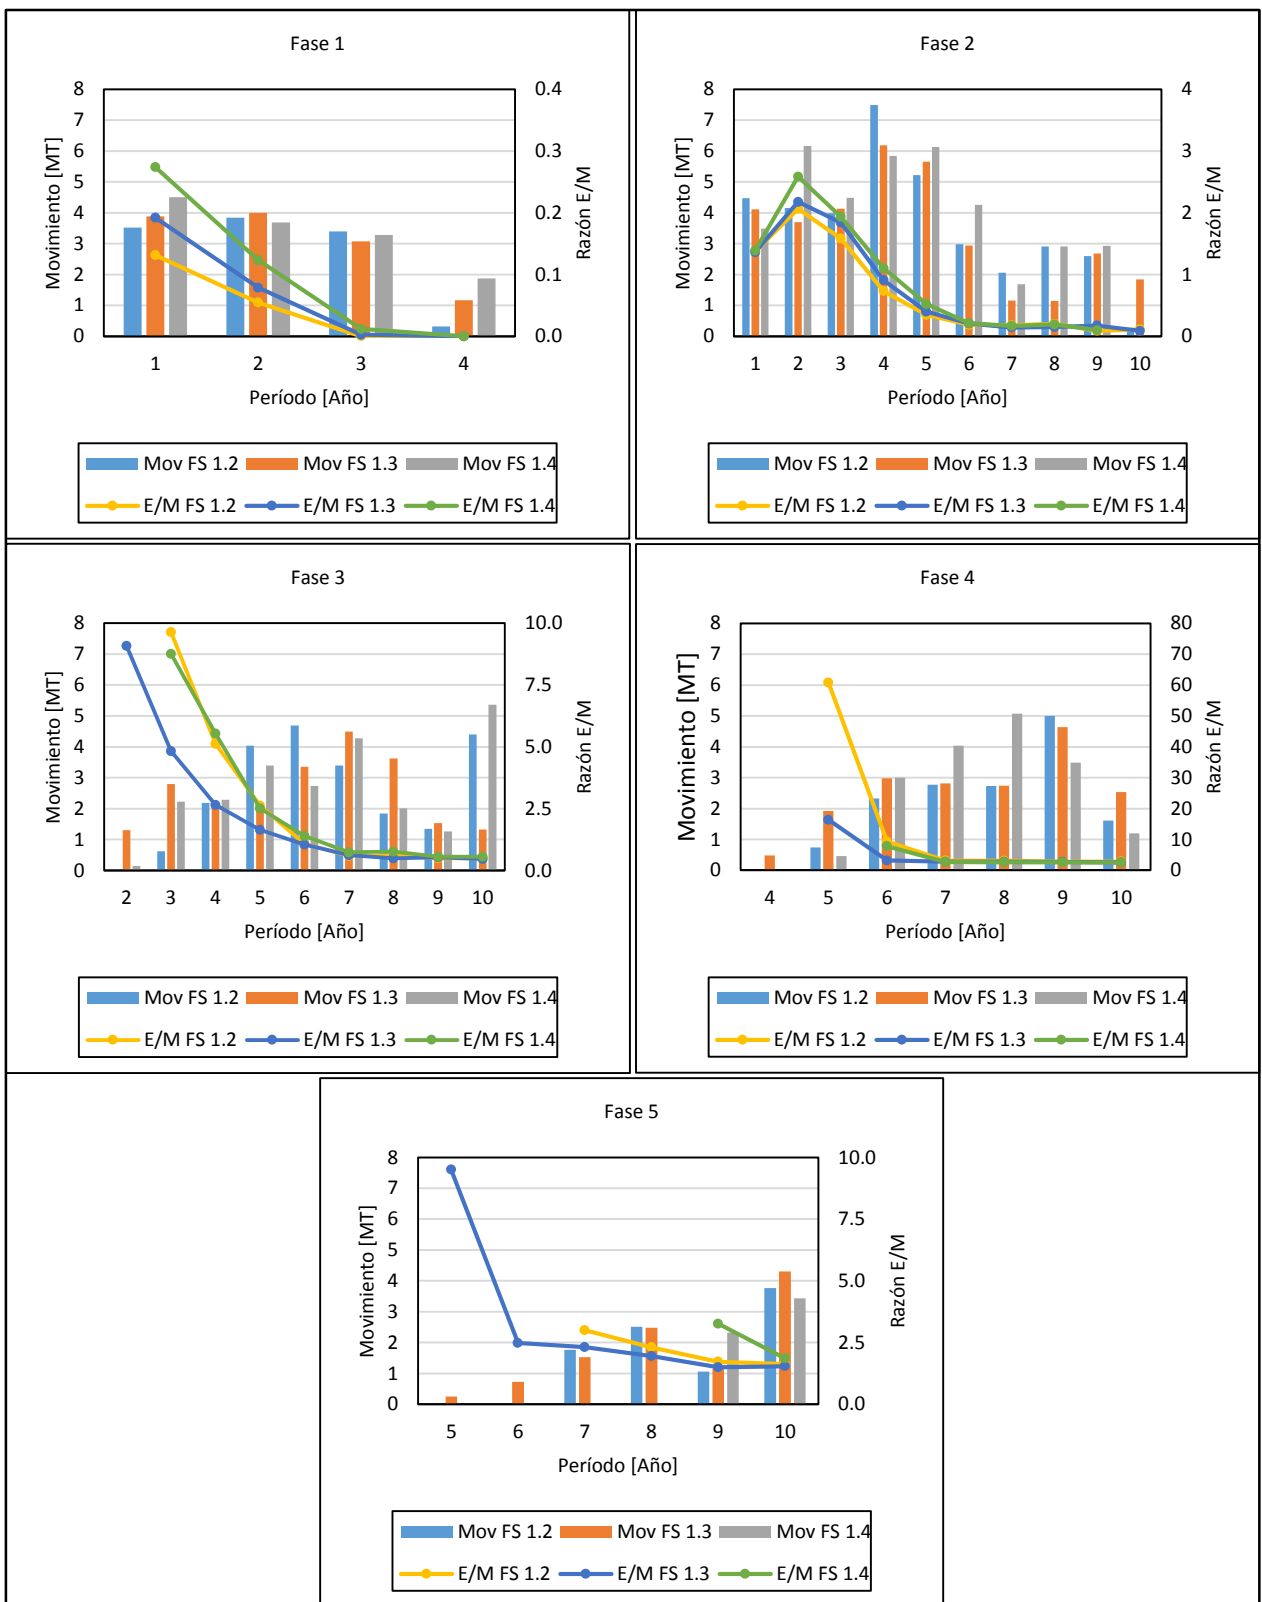 Fase 1
8
7
6
5
4
3
2
1
0
0.4
0.3
0.2
0.1
0.0
Movimiento [MT]
Razón E/M
1 2 3 4
Período [Año]
Mov FS 1.2 Mov FS 1.3 Mov FS 1.4
E/M FS 1.2 E/M FS 1.3 E/M FS 1.4
Fase 2
8
7
6
5
4
3
2
1
0
4
3
2
1
0
Movimiento [MT]
Razón E/M
1 2 3 4 5 6 7 8 9 10
Período [Año]
Mov FS 1.2 Mov FS 1.3 Mov FS 1.4
E/M FS 1.2 E/M FS 1.3 E/M FS 1.4
Fase 3
8
7
6
5
4
3
2
1
0
10.0
7.5
5.0
2.5
0.0
Movimiento [MT]
Razón E/M
2 3 4 5 6 7 8 9 10
Período [Año]
Mov FS 1.2 Mov FS 1.3 Mov FS 1.4
E/M FS 1.2 E/M FS 1.3 E/M FS 1.4
Fase 4
8
7
6
5
4
3
2
1
0
80
70
60
50
40
30
20
10
0
Movimiento [MT]
Razón E/M
4 5 6 7 8 9 10
Período [Año]
Mov FS 1.2 Mov FS 1.3 Mov FS 1.4
E/M FS 1.2 E/M FS 1.3 E/M FS 1.4
Fase 5
8
7
6
5
4
3
2
1
0
10.0
7.5
5.0
2.5
0.0
Movimiento [MT]
Razón E/M
5 6 7 8 9 10
Período [Año]
Mov FS 1.2 Mov FS 1.3 Mov FS 1.4
E/M FS 1.2 E/M FS 1.3 E/M FS 1.4